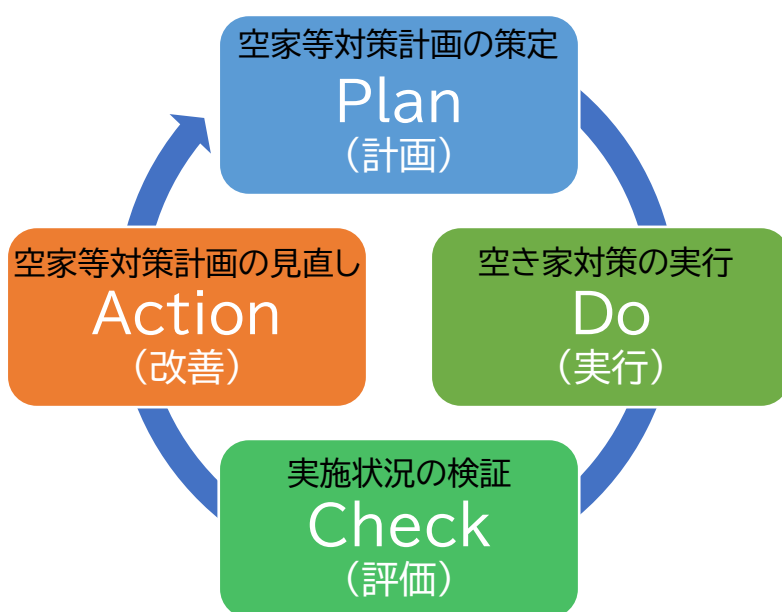 空家等対策計画の策定
Plan
（計画）
空き家対策の実行
Do
（実行）
実施状況の検証
Check
（評価）
空家等対策計画の見直し
Action
（改善）